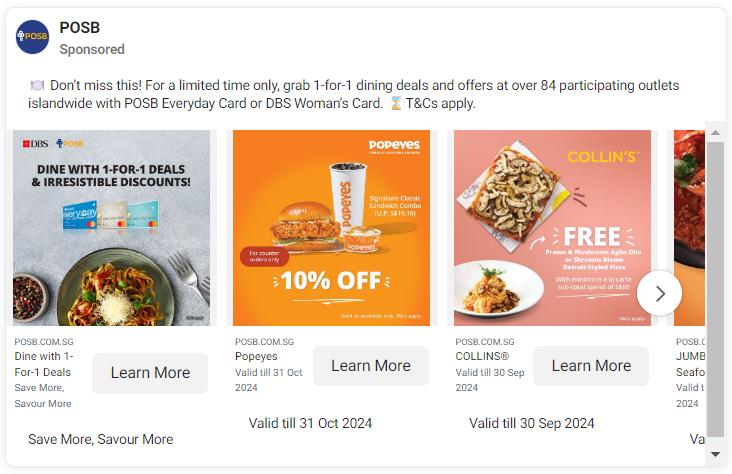 POSB
Sponsored
🍽️ Don't miss this! For a limited time only, grab 1-for-1 dining deals and offers at over 84 participating outlets
islandwide with POSB Everyday Card or DBS Woman's Card. ⏳ T&Cs apply.
DBS POSB
DINE WITH 1-FOR-1 DEALS
& IRRESISTIBLE DISCOUNTS!
POSB.COM.SG
Dine with 1-
For-1 Deals
Save More,
Savour More
Learn More
Save More, Savour More
POPEYES
Signature Classic
Sandwich Combo
(U.P. $10.10)
POPEYES
For counter
orders only
10% OFF
Valid on weekdays only. T&Cs apply.
POSB.COM.SG
Popeyes
Valid till 31 Oct
2024
Learn More
Valid till 31 Oct 2024
COLLIN'S
FREE
Prawn & Mushroom Aglio Olio
or Shrooms Bloom
Detroit-Styled Pizza
With minimum a la carte
sub-total spend of S$60
T&Cs apply.
POSB.COM.SG
COLLINS®
Valid till 30 Sep
2024
Learn More
Valid till 30 Sep 2024
POSB.C
JUMB
Seafo
Valid t
2024
Va